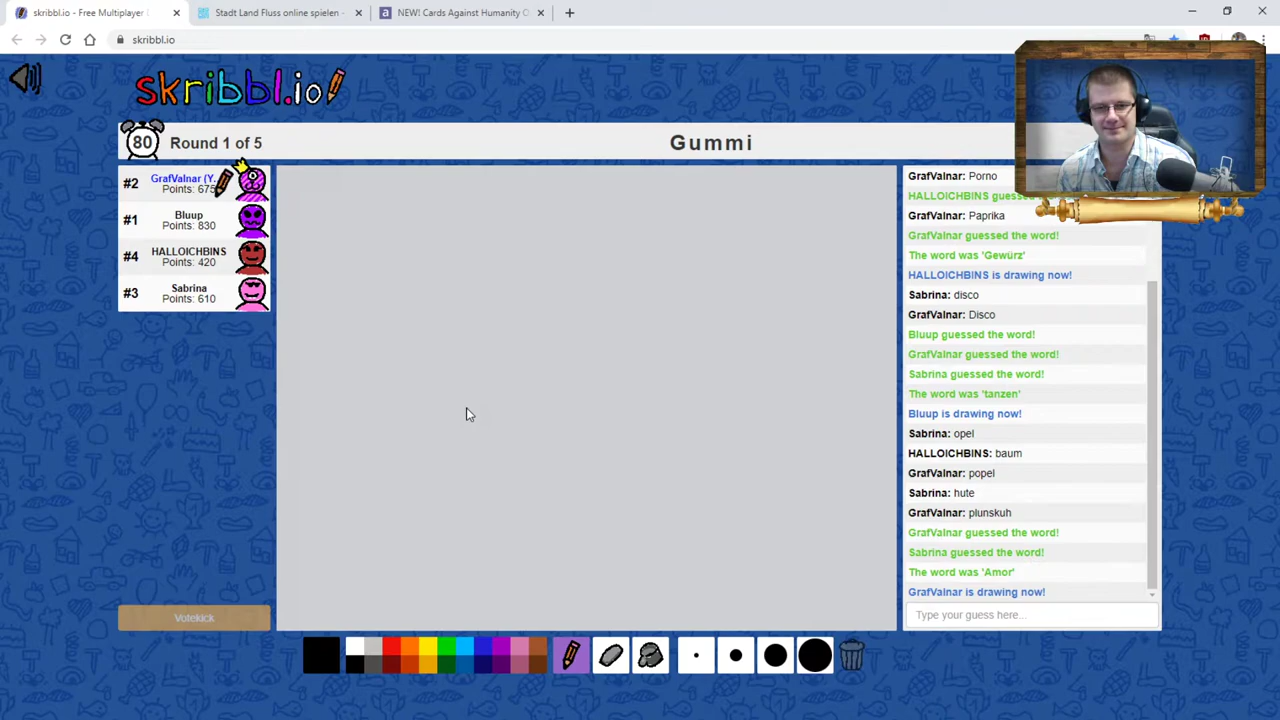 skribbl.io - Free Multiplayer
Stadt Land Fluss online spielen -
NEW! Cards Against Humanity O
skribbl.io
skribbl.io
80
Round 1 of 5
Gummi
#2
GrafValnar (Y.
Points: 675
#1
Bluup
Points: 830
#4
HALLOICHBINS
Points: 420
#3
Sabrina
Points: 610
Votekick
GrafValnar: Porno
HALLOICHBINS guessed
GrafValnar: Paprika
GrafValnar guessed the word!
The word was 'Gewürz'
HALLOICHBINS is drawing now!
Sabrina: disco
GrafValnar: Disco
Bluup guessed the word!
GrafValnar guessed the word!
Sabrina guessed the word!
The word was 'tanzen'
Bluup is drawing now!
Sabrina: opel
HALLOICHBINS: baum
GrafValnar: popel
Sabrina: hute
GrafValnar: plunskuh
GrafValnar guessed the word!
Sabrina guessed the word!
The word was 'Amor'
GrafValnar is drawing now!
Type your guess here...